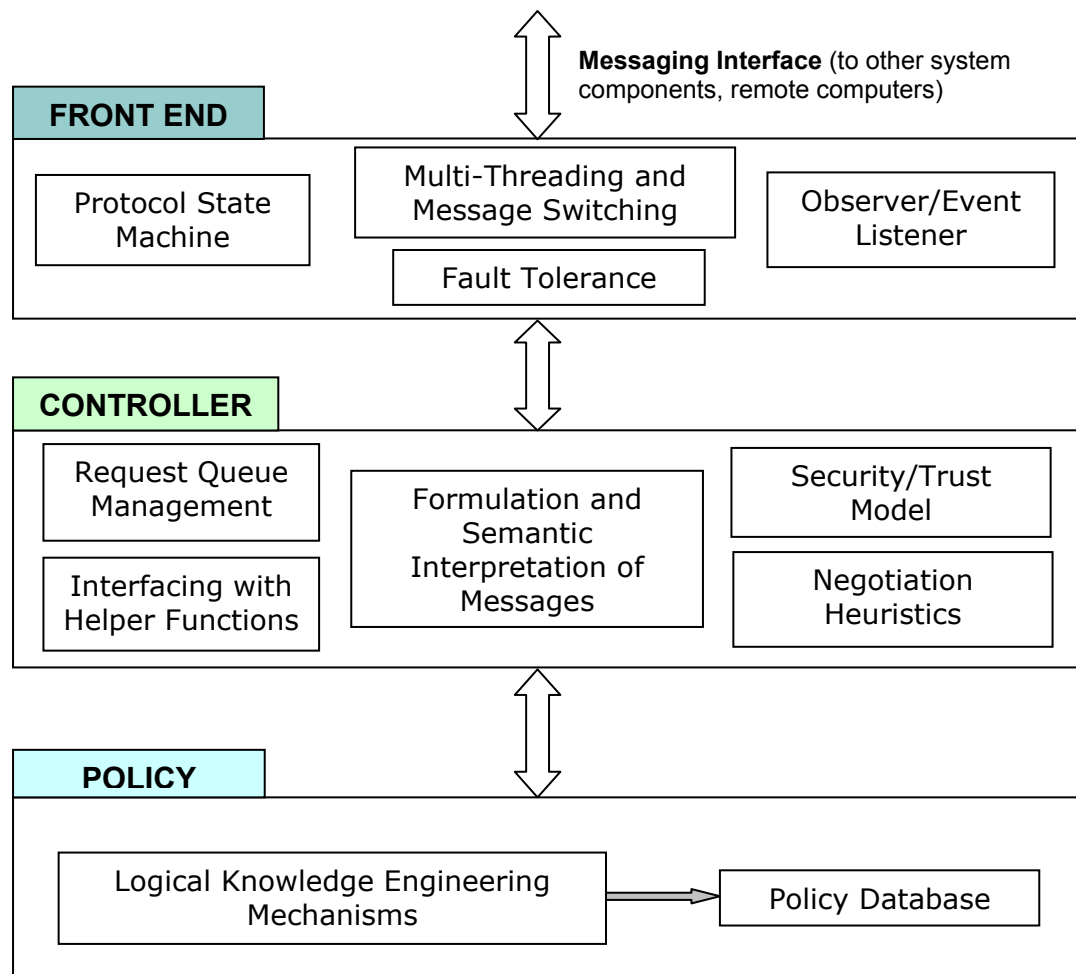 Messaging Interface (to other system
components, remote computers)
FRONT END
Protocol State
Machine
Multi-Threading and
Message Switching
Fault Tolerance
Observer/Event
Listener
CONTROLLER
Request Queue
Management
Interfacing with
Helper Functions
Formulation and
Semantic
Interpretation of
Messages
Security/Trust
Model
Negotiation
Heuristics
POLICY
Logical Knowledge Engineering
Mechanisms
Policy Database